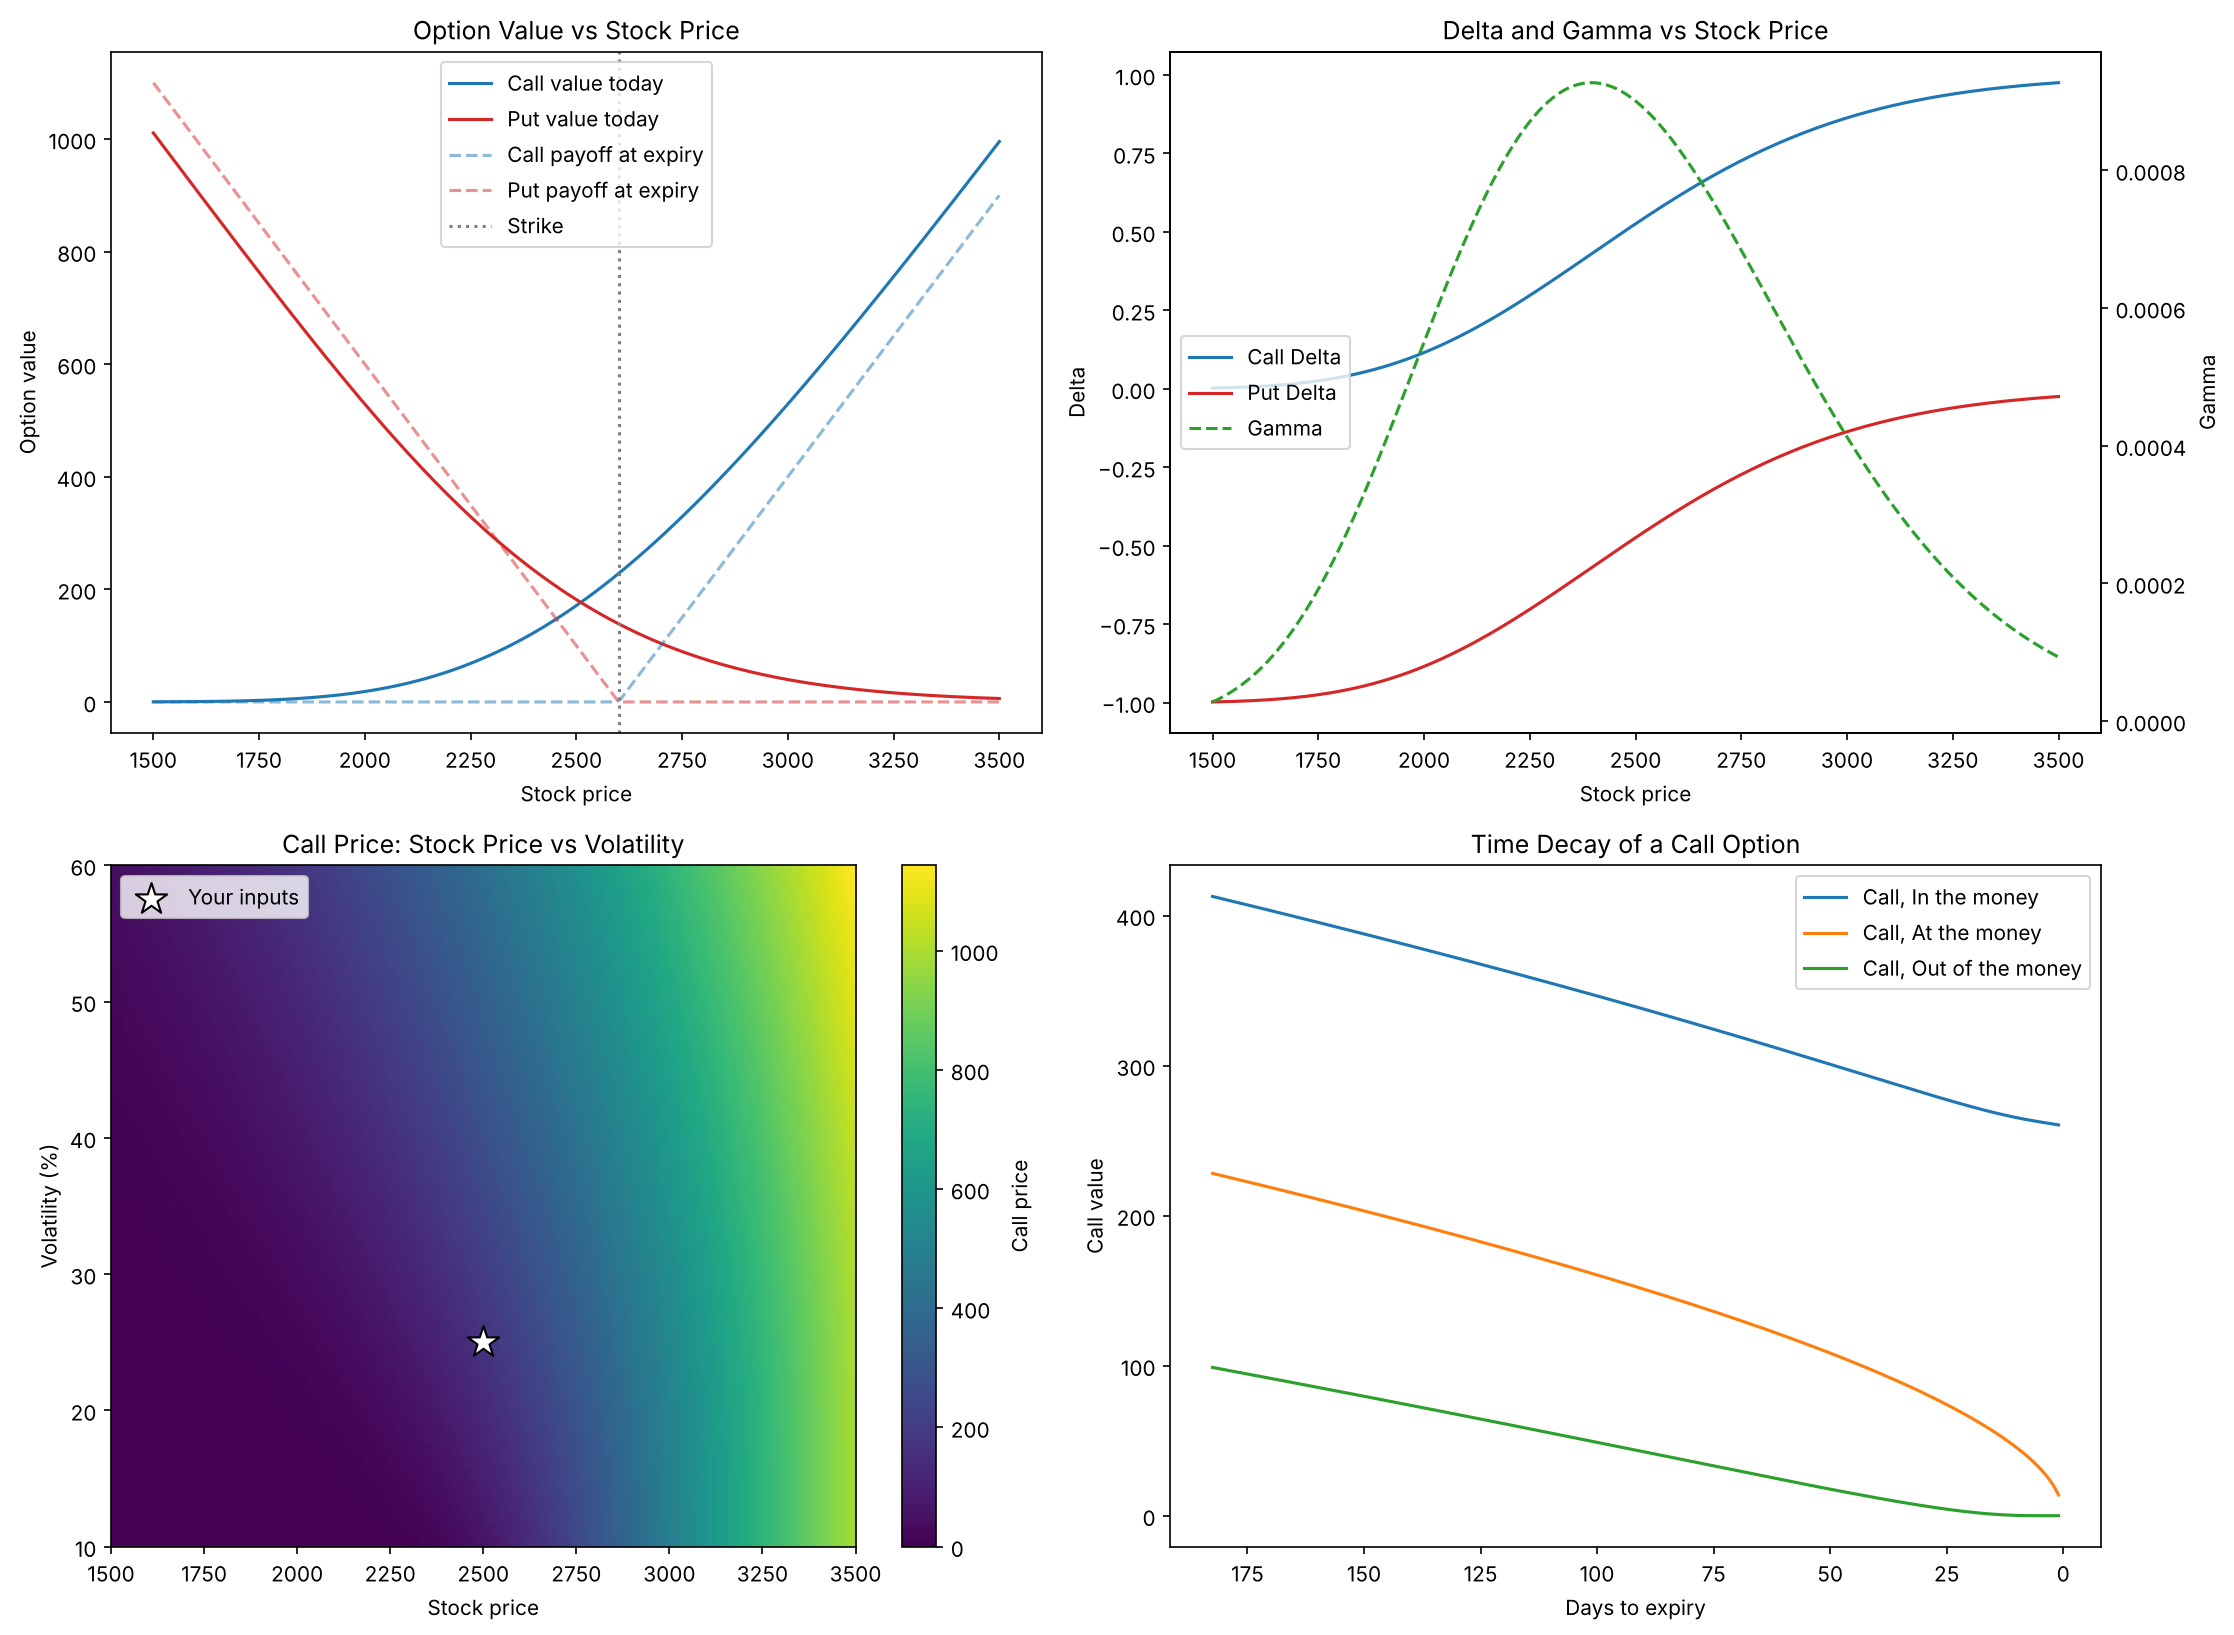 Option Value vs Stock Price
Call value today
Put value today
Call payoff at expiry
Put payoff at expiry
Strike
1000
800
600
400
200
0
Option value
1500 1750 2000 2250 2500 2750 3000 3250 3500
Stock price
Delta and Gamma vs Stock Price
1.00
0.75
0.50
0.25
0.00
−0.25
−0.50
−0.75
−1.00
Delta
Call Delta
Put Delta
Gamma
0.0008
0.0006
0.0004
0.0002
0.0000
Gamma
1500 1750 2000 2250 2500 2750 3000 3250 3500
Stock price
Call Price: Stock Price vs Volatility
Your inputs
60
50
40
30
20
10
Volatility (%)
1500 1750 2000 2250 2500 2750 3000 3250 3500
Stock price
1000
800
600
400
200
0
Call price
Time Decay of a Call Option
Call, In the money
Call, At the money
Call, Out of the money
400
300
200
100
0
Call value
175 150 125 100 75 50 25 0
Days to expiry